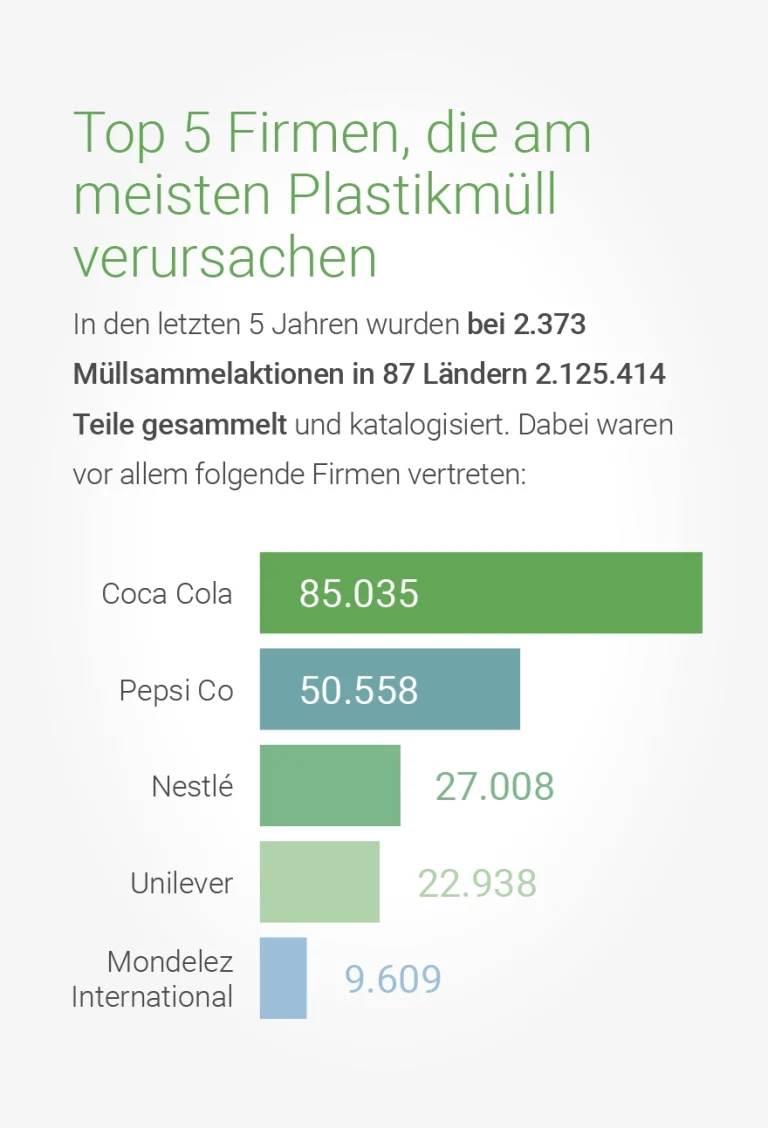 Top 5 Firmen, die am
meisten Plastikmüll
verursachen
In den letzten 5 Jahren wurden bei 2.373
Müllsammelaktionen in 87 Ländern 2.125.414
Teile gesammelt und katalogisiert. Dabei waren
vor allem folgende Firmen vertreten:
Coca Cola 85.035
Pepsi Co 50.558
Nestlé 27.008
Unilever 22.938
Mondelez
International 9.609